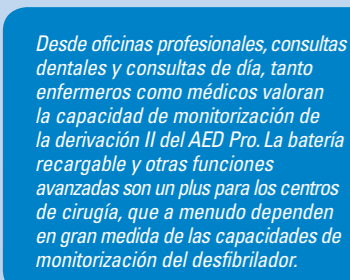 Desde oficinas profesionales, consultas
dentales y consultas de día, tanto
enfermeros como médicos valoran
la capacidad de monitorización de
la derivación II del AED Pro. La batería
recargable y otras funciones
avanzadas son un plus para los centros
de cirugía, que a menudo dependen
en gran medida de las capacidades de
monitorización del desfibrilador.